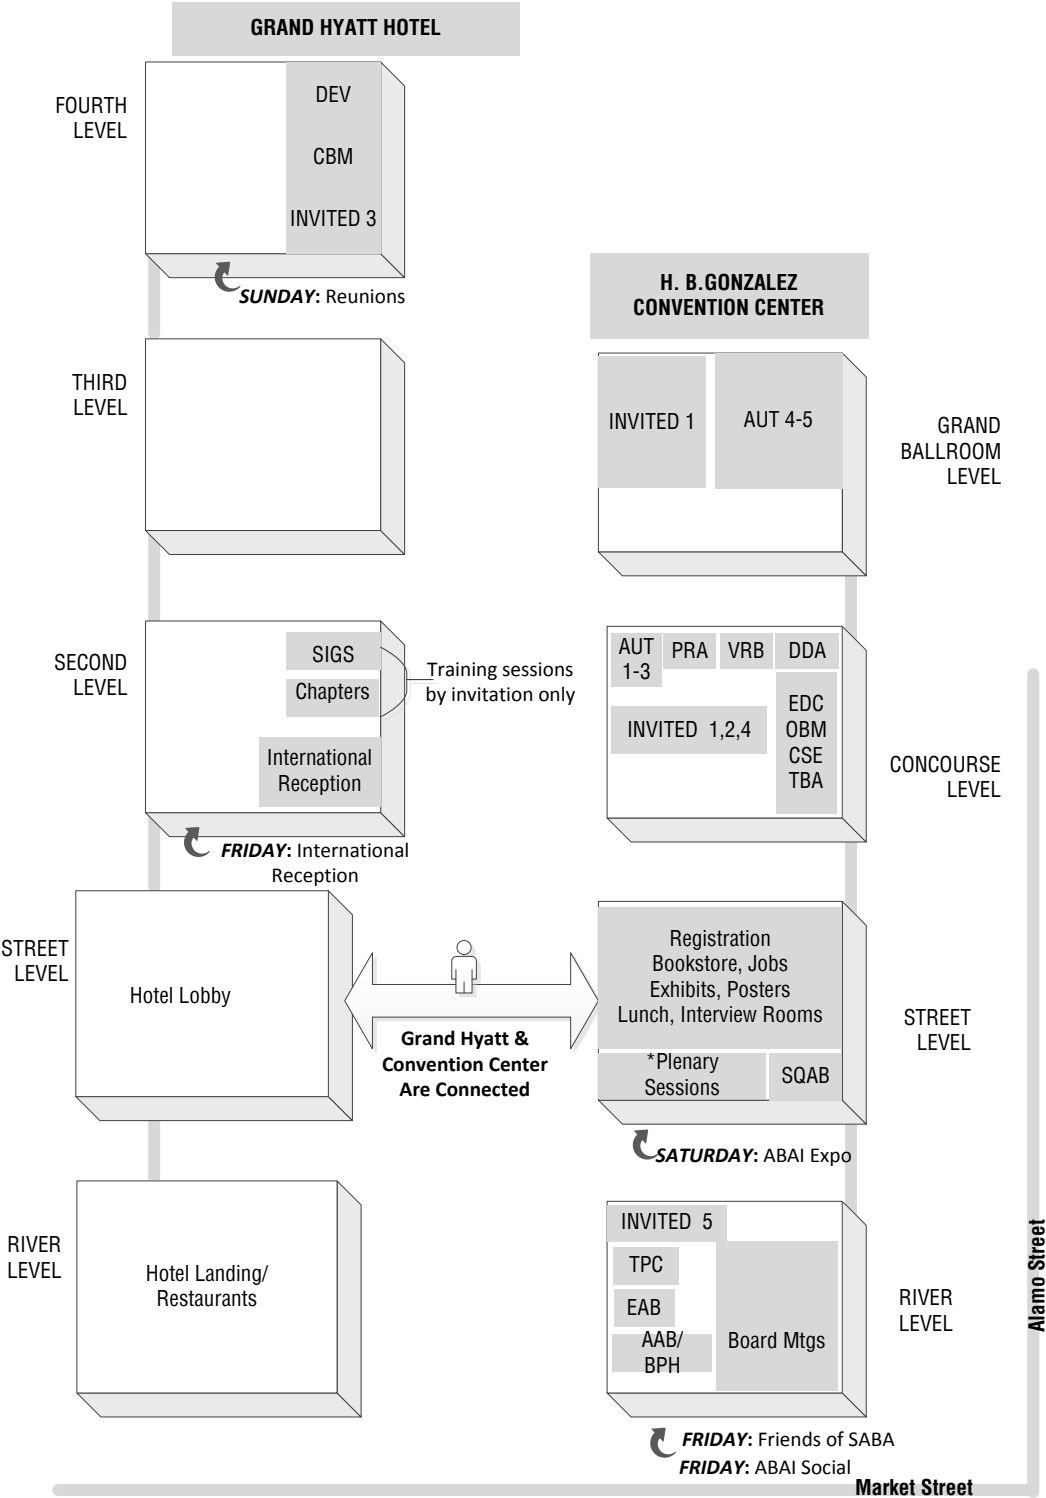 GRAND HYATT HOTEL
FOURTH
LEVEL
DEV
CBM
INVITED 3
SUNDAY: Reunions
THIRD
LEVEL
SECOND
LEVEL
SIGS
Chapters
Training sessions
by invitation only
International
Reception
FRIDAY: International
Reception
STREET
LEVEL
Hotel Lobby
Grand Hyatt &
Convention Center
Are Connected
RIVER
LEVEL
Hotel Landing/
Restaurants
H. B.GONZALEZ
CONVENTION CENTER
INVITED 1
AUT 4-5
GRAND
BALLROOM
LEVEL
AUT
1-3
PRA
VRB
DDA
INVITED 1,2,4
EDC
OBM
CSE
TBA
CONCOURSE
LEVEL
Registration
Bookstore, Jobs
Exhibits, Posters
Lunch, Interview Rooms
*Plenary
Sessions
SQAB
STREET
LEVEL
SATURDAY: ABAI Expo
INVITED 5
TPC
EAB
AAB/
BPH
Board Mtgs
RIVER
LEVEL
FRIDAY: Friends of SABA
FRIDAY: ABAI Social
Alamo Street
Market Street